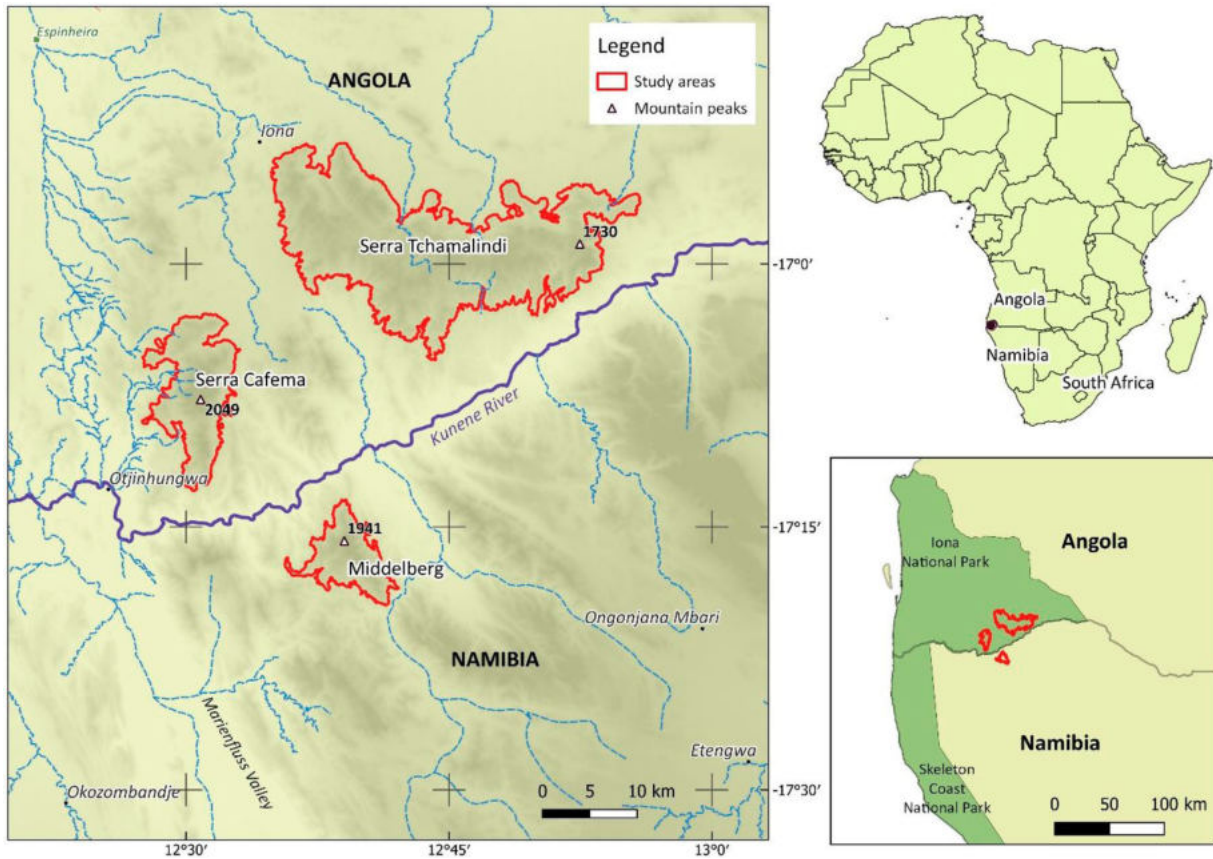 Espinheira
ANGOLA
Legend
Study areas
Mountain peaks
Iona
1730
Serra Tchamalindi
-17°0'
Serra Cafema
2049
Kunene River
Otjinhungwa
1941
-17°15'
Middelberg
Ongonjana Mbari
NAMIBIA
Marienfluss Valley
Etengwa
0 5 10 km
Okozombandje
-17°30'
12°30'
12°45'
13°0'
Angola
Namibia
South Africa
Iona
National Park
Angola
Namibia
Skeleton
Coast
National Park
0 50 100 km